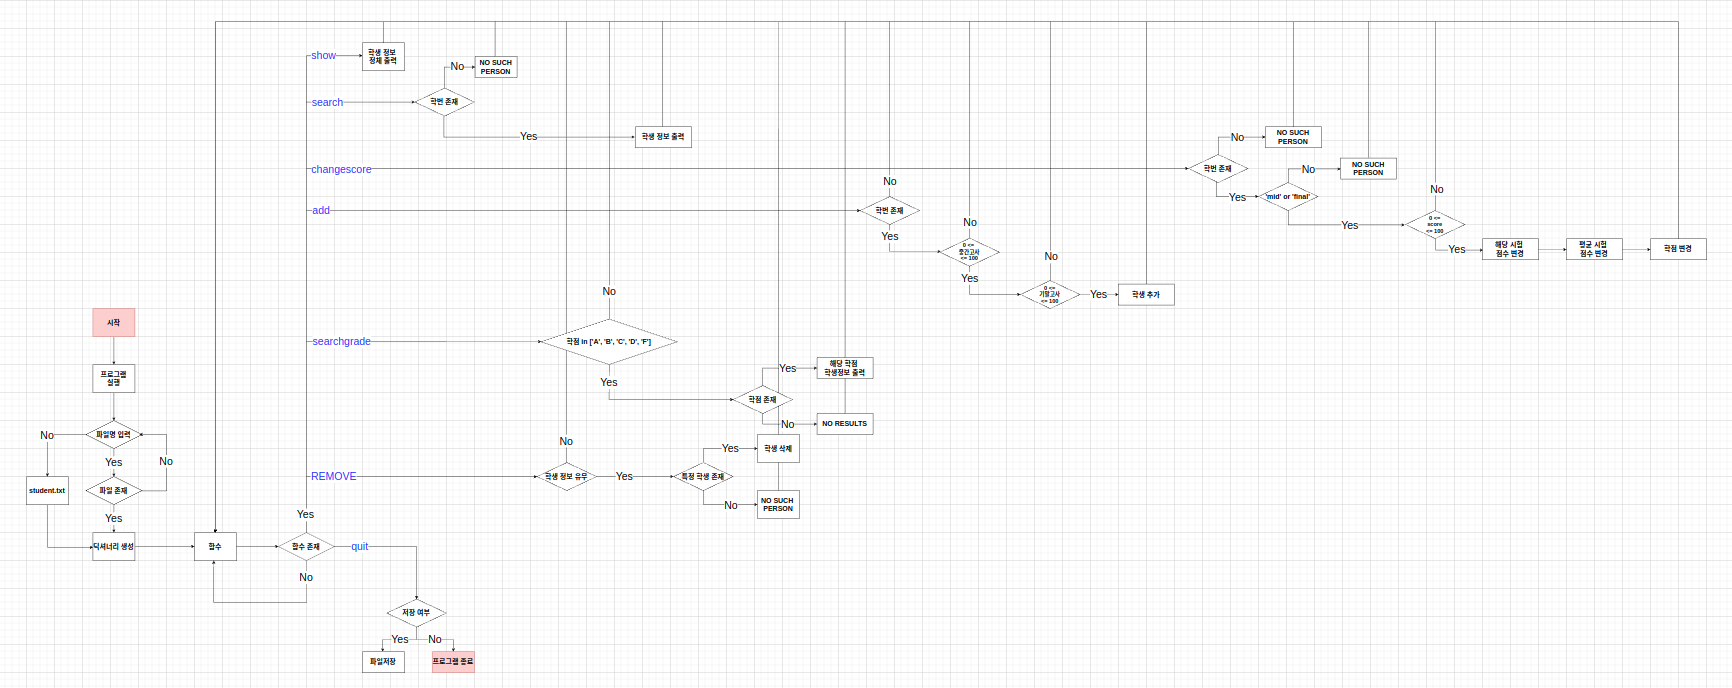 show
학생 정보
정체 출력
No
NO SUCH
PERSON
search
학번 존재
Yes
학생 정보 출력
changescore
학번 존재
No
NO SUCH
PERSON
Yes
'mid' or 'final'
No
NO SUCH
PERSON
Yes
No
0 <=
score
<= 100
Yes
해당 시험
점수 변경
평균 시험
점수 변경
학점 변경
add
No
학번 존재
Yes
No
0 <=
중간고사
<= 100
Yes
No
0 <=
기말고사
<= 100
Yes
학생 추가
searchgrade
No
학점 in ['A', 'B', 'C', 'D', 'F']
Yes
학점 존재
Yes
해당 학점
학생정보 출력
No
NO RESULTS
REMOVE
No
학생 정보 유무
Yes
특정 학생 존재
Yes
학생 삭제
No
NO SUCH
PERSON
시작
프로그램
실행
파일명 입력
No
Yes
No
student.txt
파일 존재
Yes
딕셔너리 생성
함수
Yes
함수 존재
quit
No
저장 여부
Yes
No
파일저장
프로그램 종료